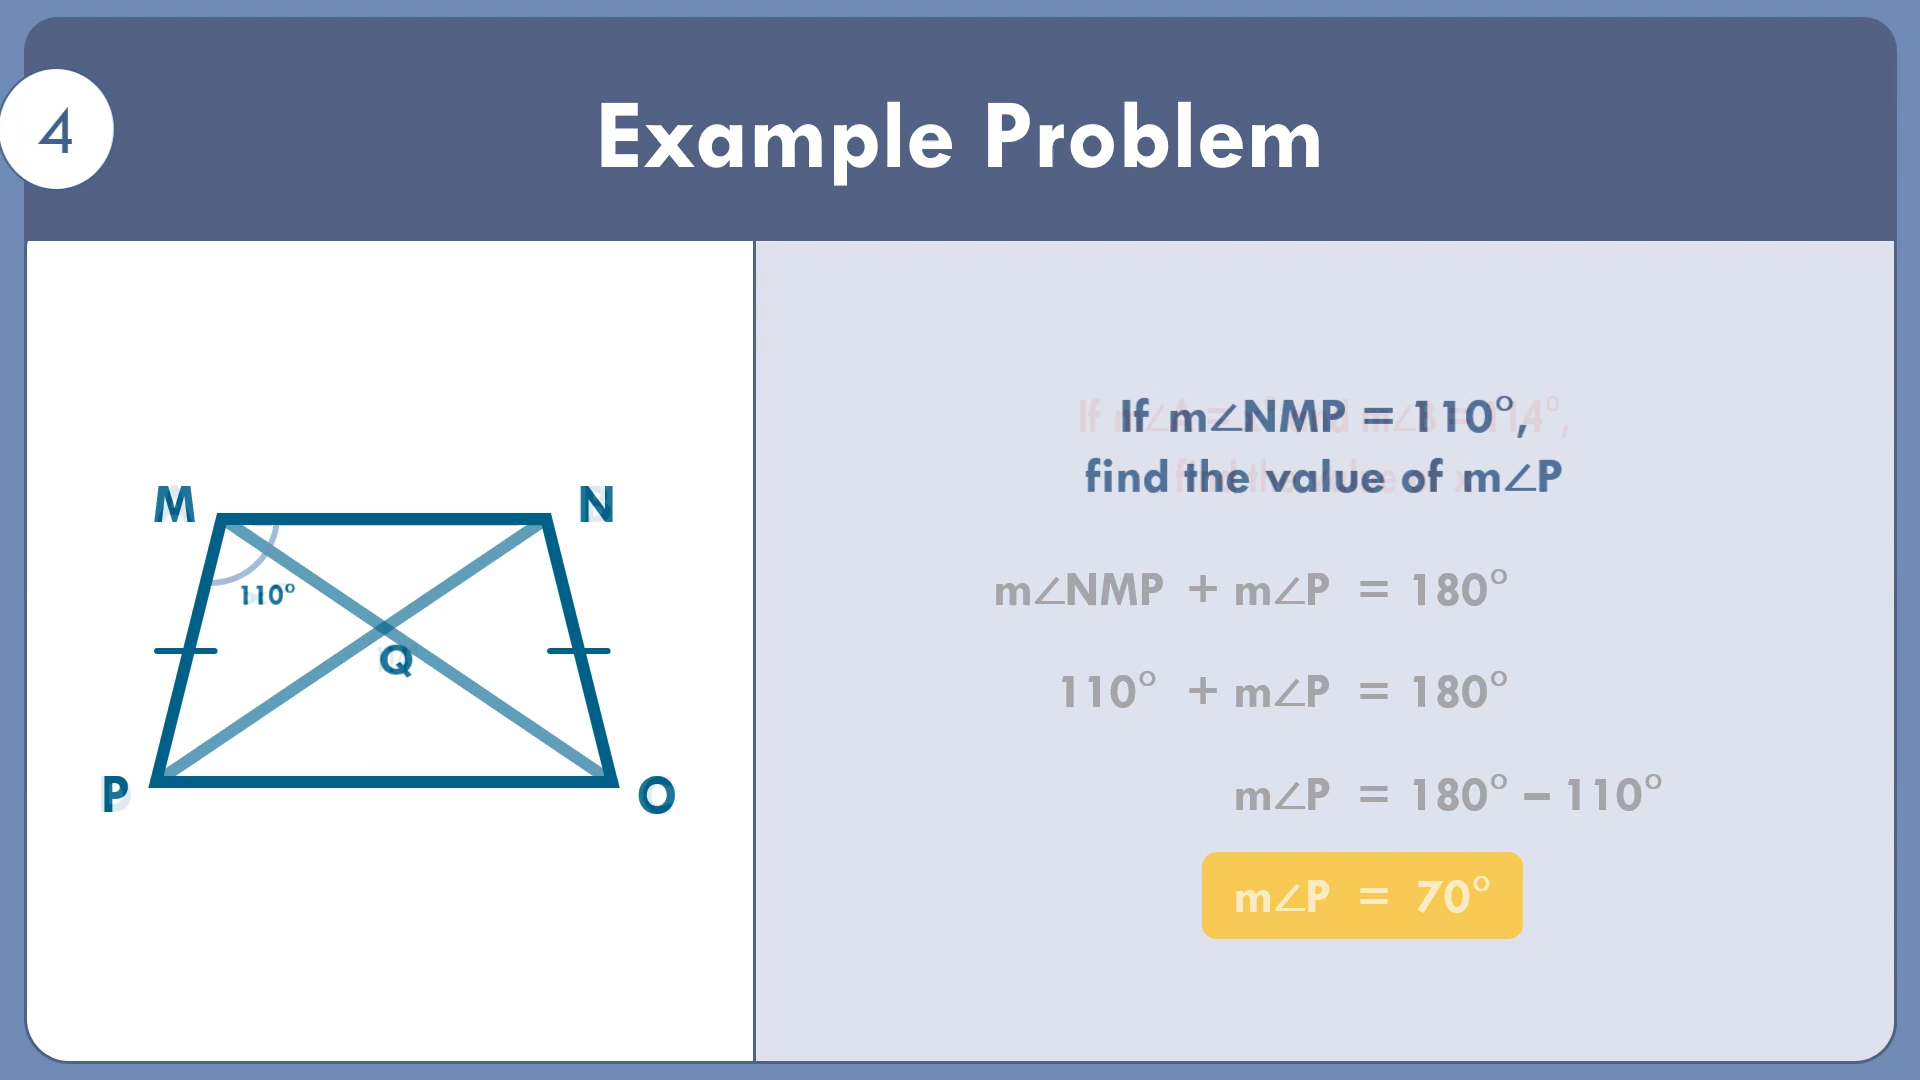 4
Example Problem
If m∠NMP = 110°,
find the value of m∠P
M
N
110°
Q
P
O
m∠NMP + m∠P = 180°
110° + m∠P = 180°
m∠P = 180° – 110°
m∠P = 70°